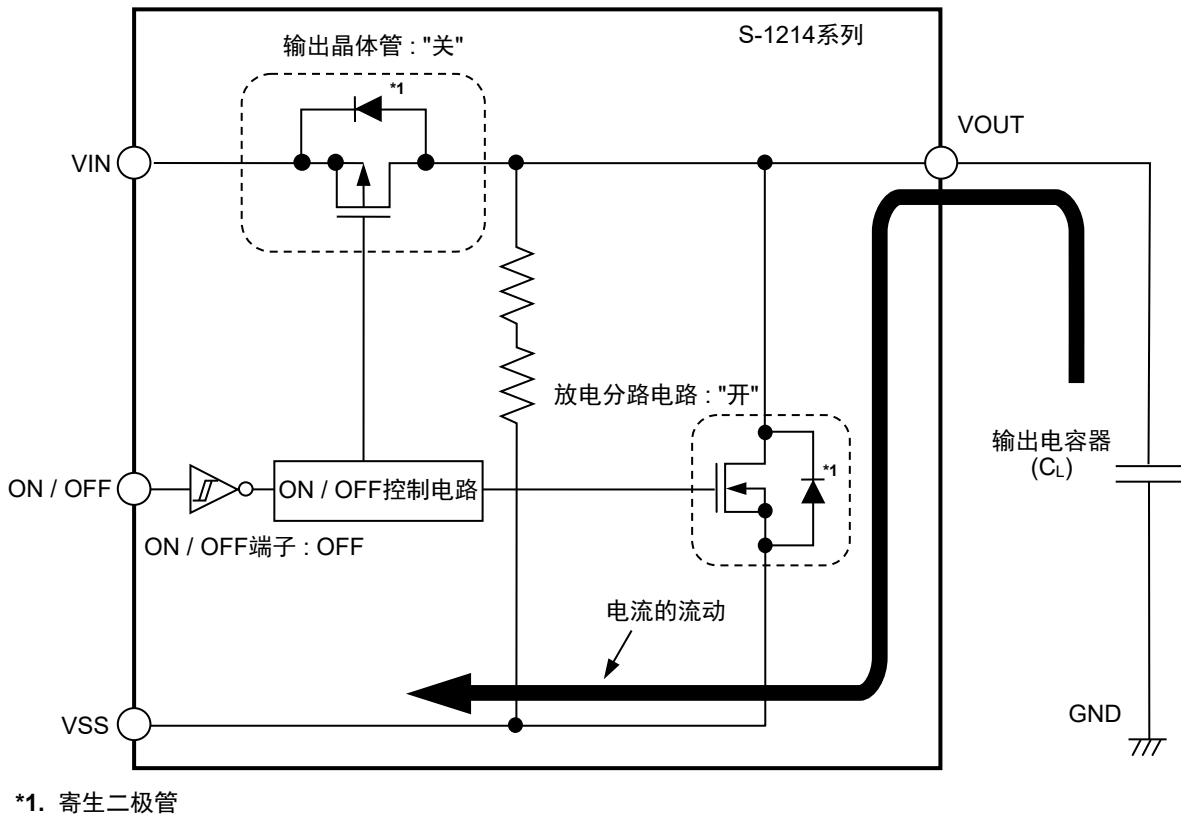 S-1214系列
输出晶体管 : "关"
*1
VOUT
VIN
放电分路电路 : "开"
*1
输出电容器
(CL)
ON / OFF
ON / OFF控制电路
ON / OFF端子 : OFF
电流的流动
VSS
GND
*1. 寄生二极管